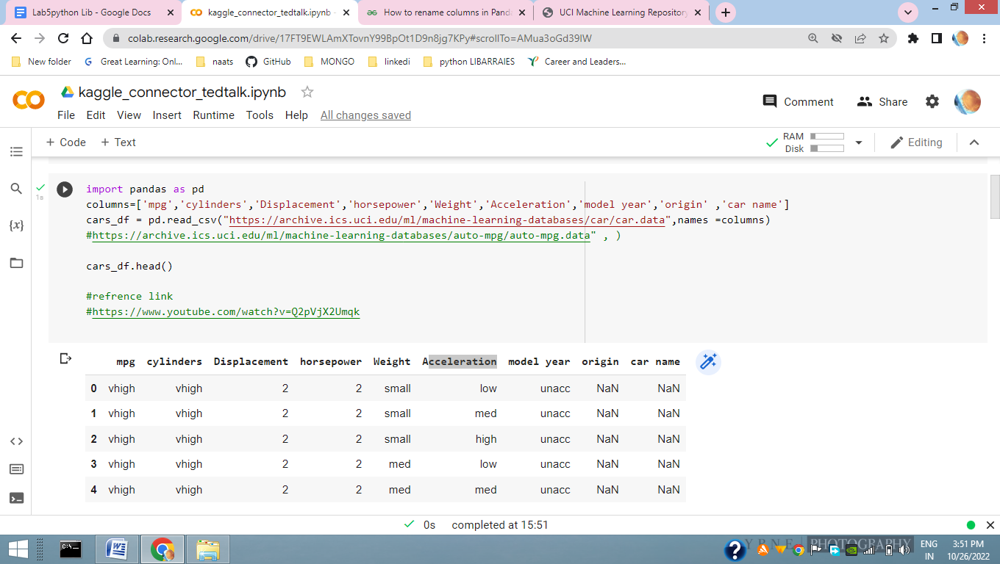 Lab5python Lib - Google Docs
kaggle_connector_tedtalk.ipynb -
How to rename columns in Panda
UCI Machine Learning Repository
colab.research.google.com/drive/17FT9EWLAmXTovnY99BpOt1D9n8jg7KPy#scrollTo=AMua3oGd39IW
New folder Great Learning: Onl... naats GitHub MONGO linkedi python LIBARRAIES Career and Leaders...
kaggle_connector_tedtalk.ipynb
Comment Share
File Edit View Insert Runtime Tools Help All changes saved
+ Code + Text
RAM
Disk
Editing
1s
import pandas as pd
columns=['mpg','cylinders','Displacement','horsepower','Weight','Acceleration','model year','origin' ,'car name']
cars_df = pd.read_csv("https://archive.ics.uci.edu/ml/machine-learning-databases/car/car.data",names =columns)
#https://archive.ics.uci.edu/ml/machine-learning-databases/auto-mpg/auto-mpg.data" , )
cars_df.head()
#refrence link
#https://www.youtube.com/watch?v=Q2pVjX2Umqk
mpg cylinders Displacement horsepower Weight Acceleration model year origin car name
0 vhigh vhigh 2 2 small low unacc NaN NaN
1 vhigh vhigh 2 2 small med unacc NaN NaN
2 vhigh vhigh 2 2 small high unacc NaN NaN
3 vhigh vhigh 2 2 med low unacc NaN NaN
4 vhigh vhigh 2 2 med med unacc NaN NaN
{x}
0s completed at 15:51
PHOTOGRAPHY
ENG
IN
3:51 PM
10/26/2022